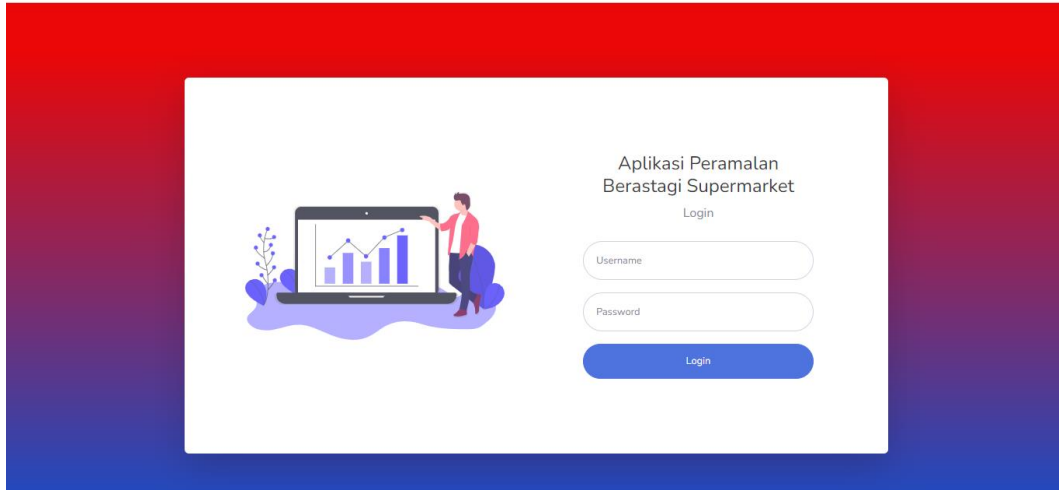 Aplikasi Peramalan
Berastagi Supermarket
Login
Username
Password
Login